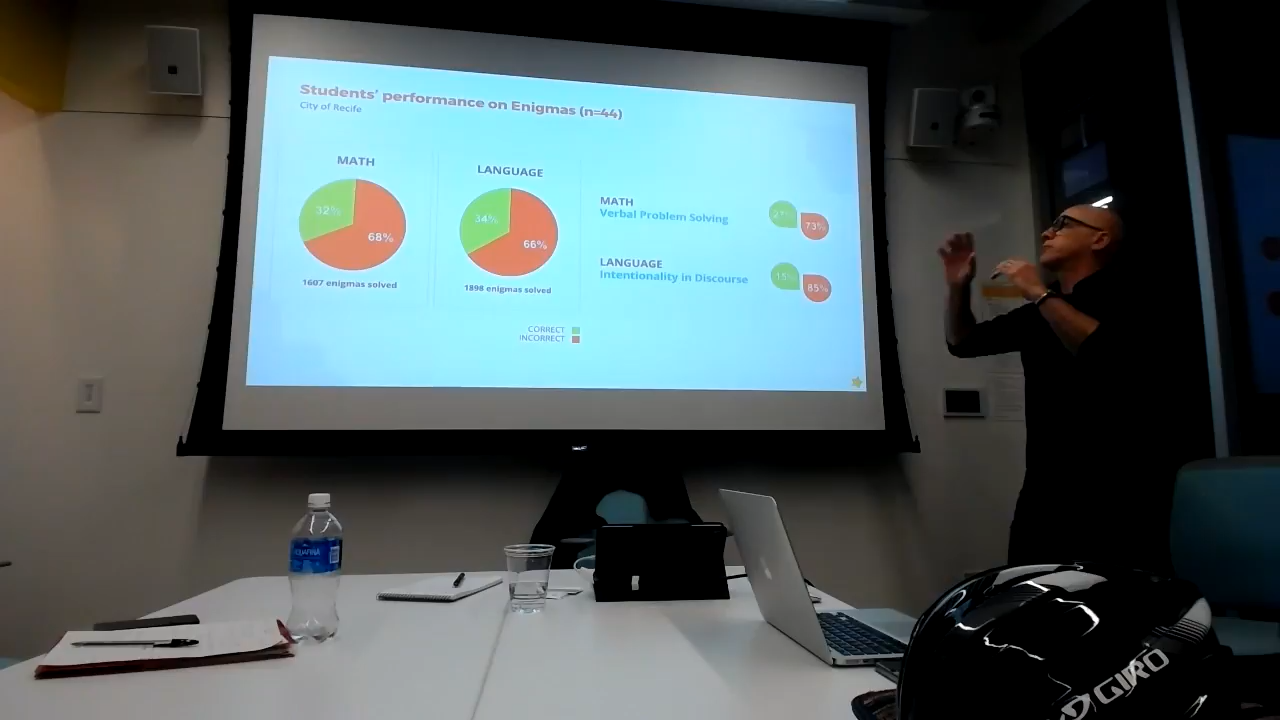 Students' performance on Enigmas (n=44)
City of Recife
MATH
32%
68%
1607 enigmas solved
LANGUAGE
34%
66%
1898 enigmas solved
MATH
Verbal Problem Solving
27%
73%
LANGUAGE
Intentionality in Discourse
15%
85%
CORRECT
INCORRECT
AQUAFINA
GIRO